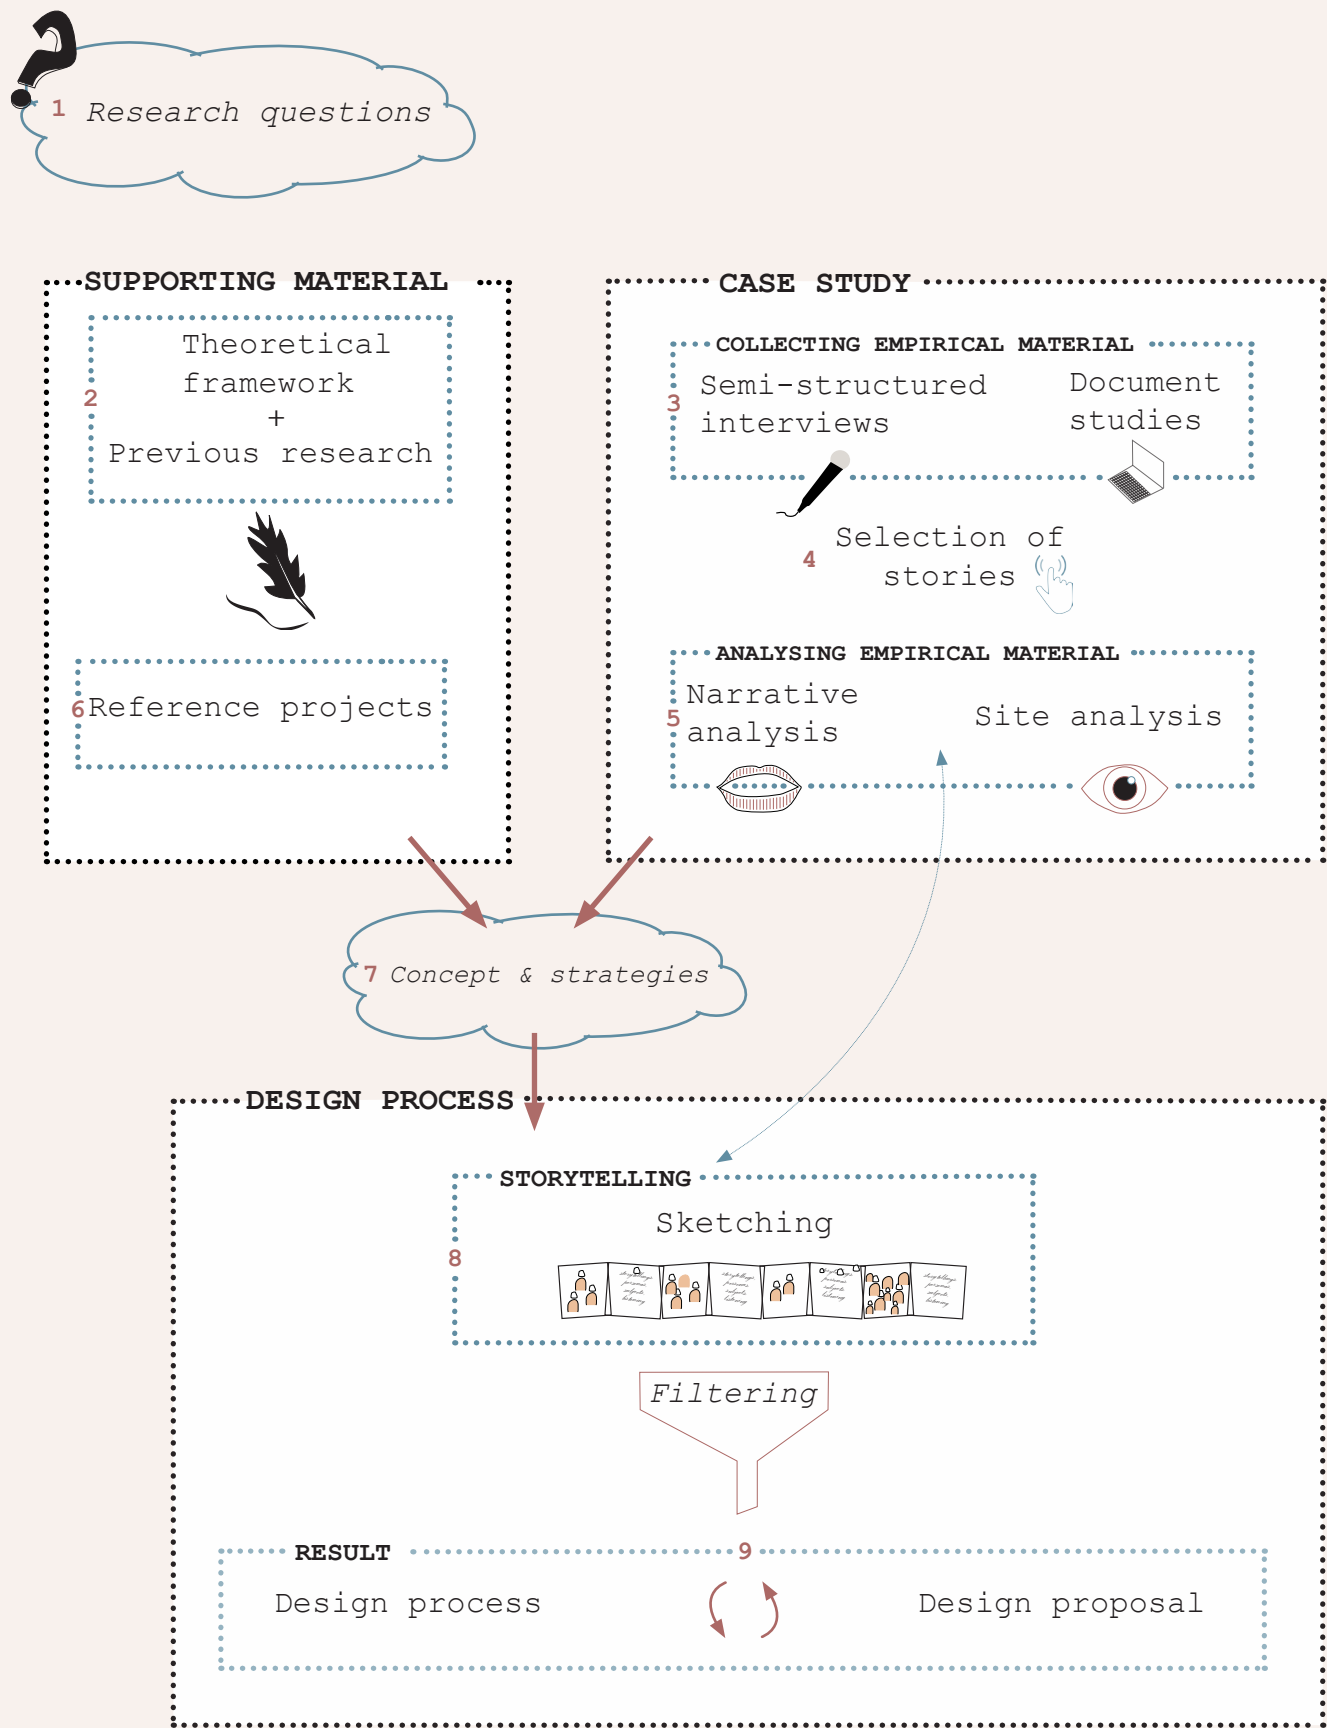 ?
1 Research questions
SUPPORTING MATERIAL
2
Theoretical
framework
+
Previous research
6 Reference projects
CASE STUDY
COLLECTING EMPIRICAL MATERIAL
3
Semi-structured
interviews
Document
studies
4
Selection of
stories
ANALYSING EMPIRICAL MATERIAL
5
Narrative
analysis
Site analysis
7 Concept & strategies
DESIGN PROCESS
STORYTELLING
Sketching
8
Filtering
RESULT
9
Design process
Design proposal